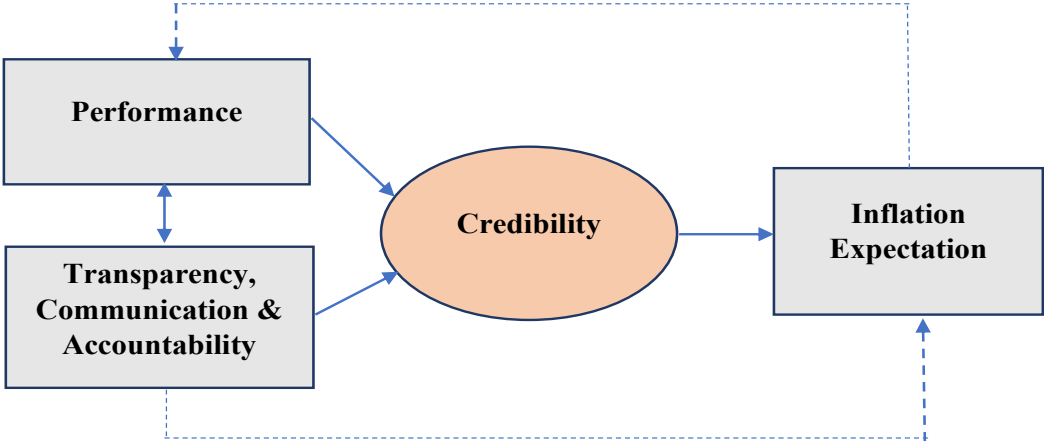 Performance
Credibility
Inflation
Expectation
Transparency,
Communication &
Accountability